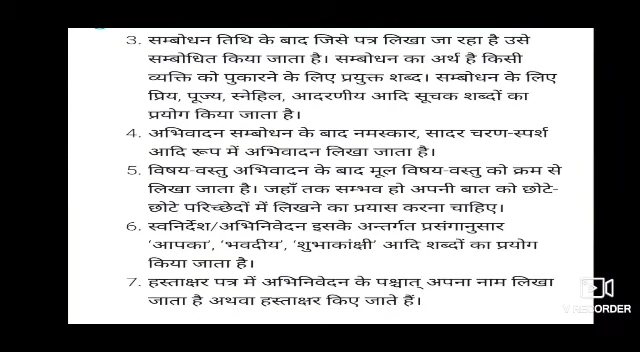 3. सम्बोधन तिथि के बाद जिसे पत्र लिखा जा रहा है उसे
सम्बोधित किया जाता है। सम्बोधन का अर्थ है किसी
व्यक्ति को पुकारने के लिए प्रयुक्त शब्द। सम्बोधन के लिए
प्रिय, पूज्य, स्नेहिल, आदरणीय आदि सूचक शब्दों का
प्रयोग किया जाता है।
4. अभिवादन सम्बोधन के बाद नमस्कार, सादर चरण-स्पर्श
आदि रूप में अभिवादन लिखा जाता है।
5. विषय-वस्तु अभिवादन के बाद मूल विषय-वस्तु को क्रम से
लिखा जाता है। जहाँ तक सम्भव हो अपनी बात को छोटे-
छोटे परिच्छेदों में लिखने का प्रयास करना चाहिए।
6. स्वनिर्देश/अभिनिवेदन इसके अन्तर्गत प्रसंगानुसार
'आपका', 'भवदीय', 'शुभाकांक्षी' आदि शब्दों का प्रयोग
किया जाता है।
7. हस्ताक्षर पत्र में अभिनिवेदन के पश्चात् अपना नाम लिखा
जाता है अथवा हस्ताक्षर किए जाते हैं।
V RECORDER